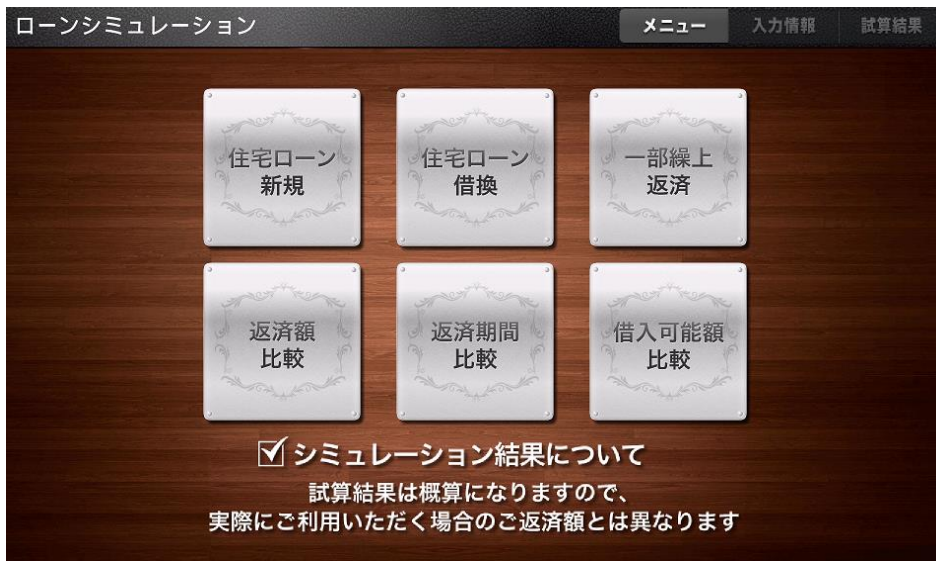 ローンシミュレーション
メニュー
入力情報
試算結果
住宅ローン
新規
住宅ローン
借換
一部繰上
返済
返済額
比較
返済期間
比較
借入可能額
比較
シミュレーション結果について
試算結果は概算になりますので、
実際にご利用いただく場合のご返済額とは異なります